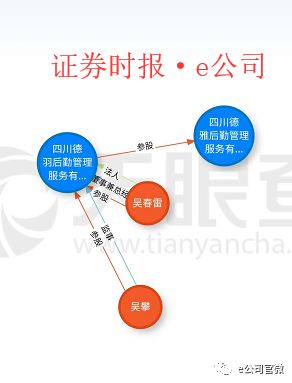 证券时报·e公司
四川德
羽后勤管理
服务有...
四川德
雅后勤管理
服务有...
参股
法人
董事兼总经理
参股
吴春雷
参股
吴攀
www.tianyancha.
e公司官微